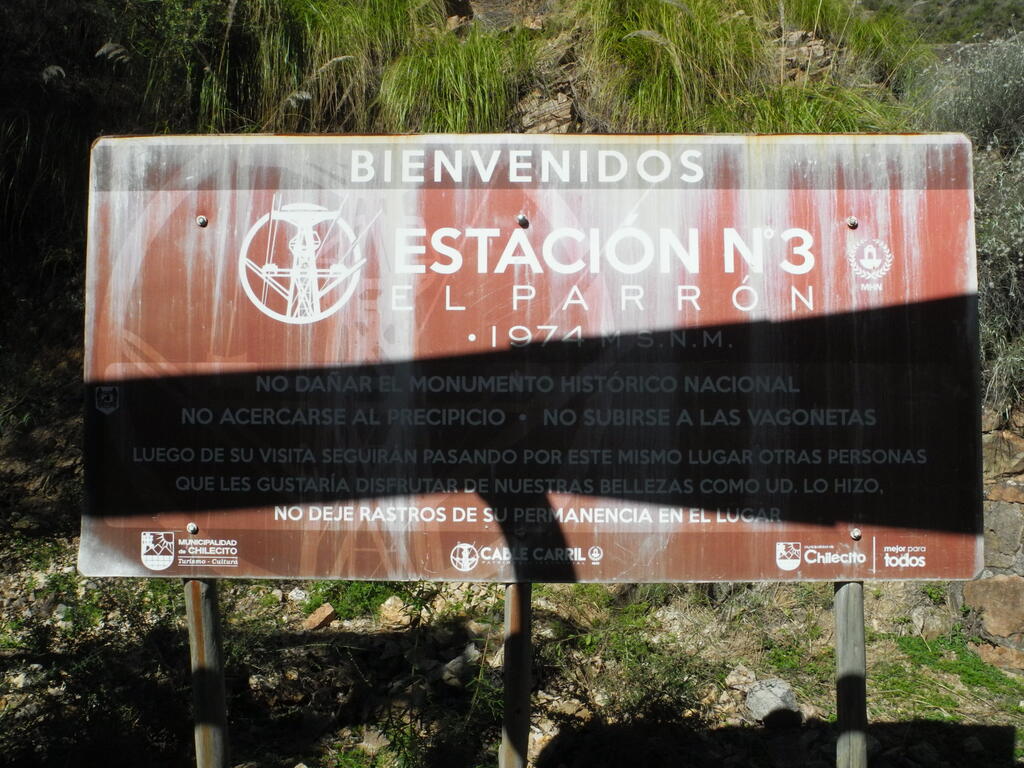 BIENVENIDOS
ESTACIÓN N°3
EL PARRÓN
MHN
• 1974 M S.N.M.
NO DAÑAR EL MONUMENTO HISTÓRICO NACIONAL
NO ACERCARSE AL PRECIPICIO • NO SUBIRSE A LAS VAGONETAS
LUEGO DE SU VISITA SEGUIRÁN PASANDO POR ESTE MISMO LUGAR OTRAS PERSONAS
QUE LES GUSTARÍA DISFRUTAR DE NUESTRAS BELLEZAS COMO UD. LO HIZO,
NO DEJE RASTROS DE SU PERMANENCIA EN EL LUGAR
MUNICIPALIDAD
de CHILECITO
Turismo - Cultura
CABLE CARRIL
Municipalidad de
Chilecito
mejor para
todos